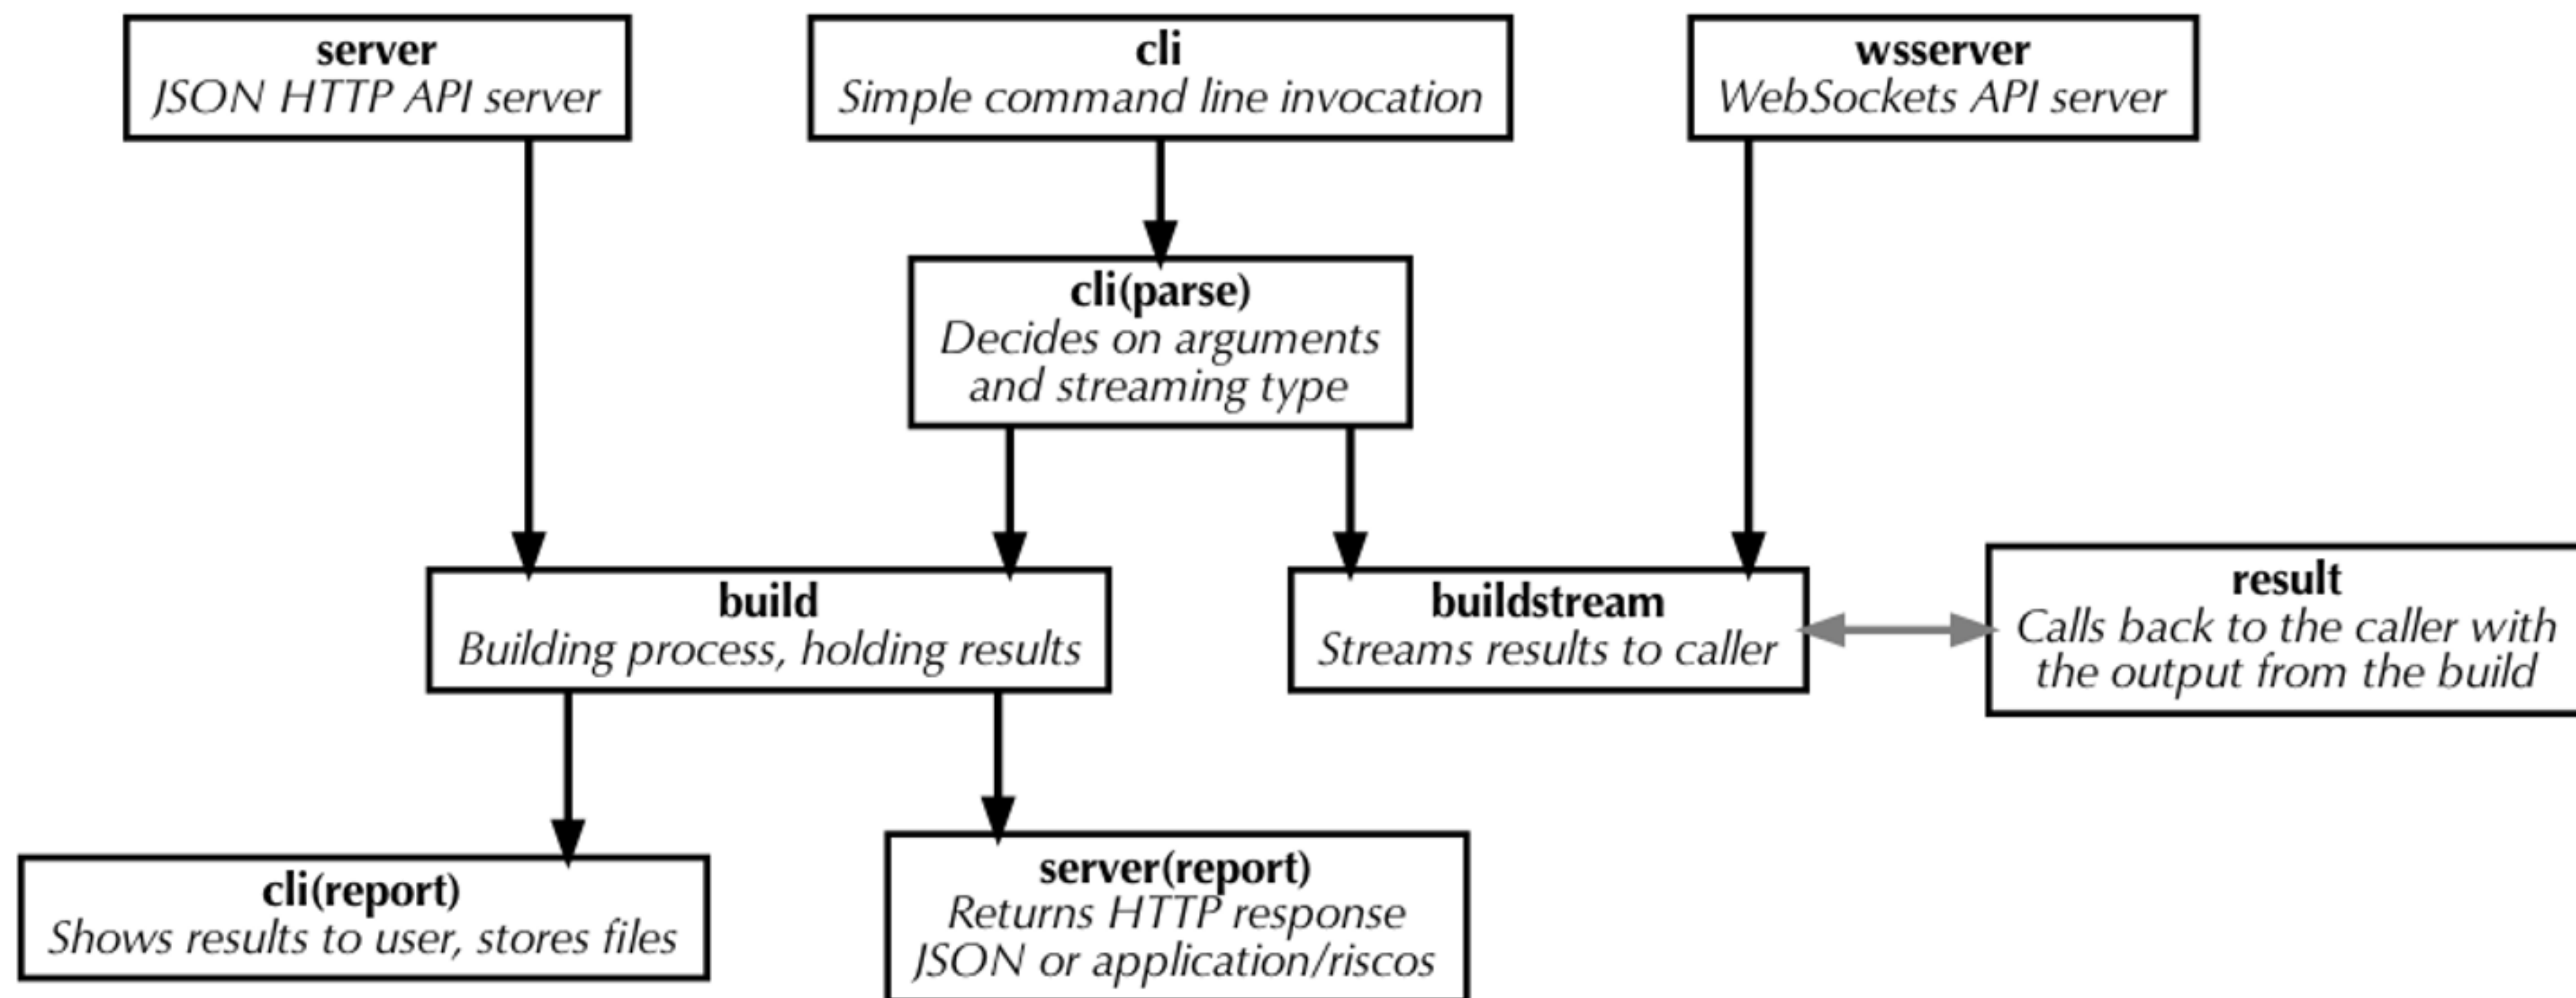 server
JSON HTTP API server
cli
Simple command line invocation
wsserver
WebSockets API server
cli(parse)
Decides on arguments
and streaming type
build
Building process, holding results
buildstream
Streams results to caller
result
Calls back to the caller with
the output from the build
cli(report)
Shows results to user, stores files
server(report)
Returns HTTP response
JSON or application/riscos